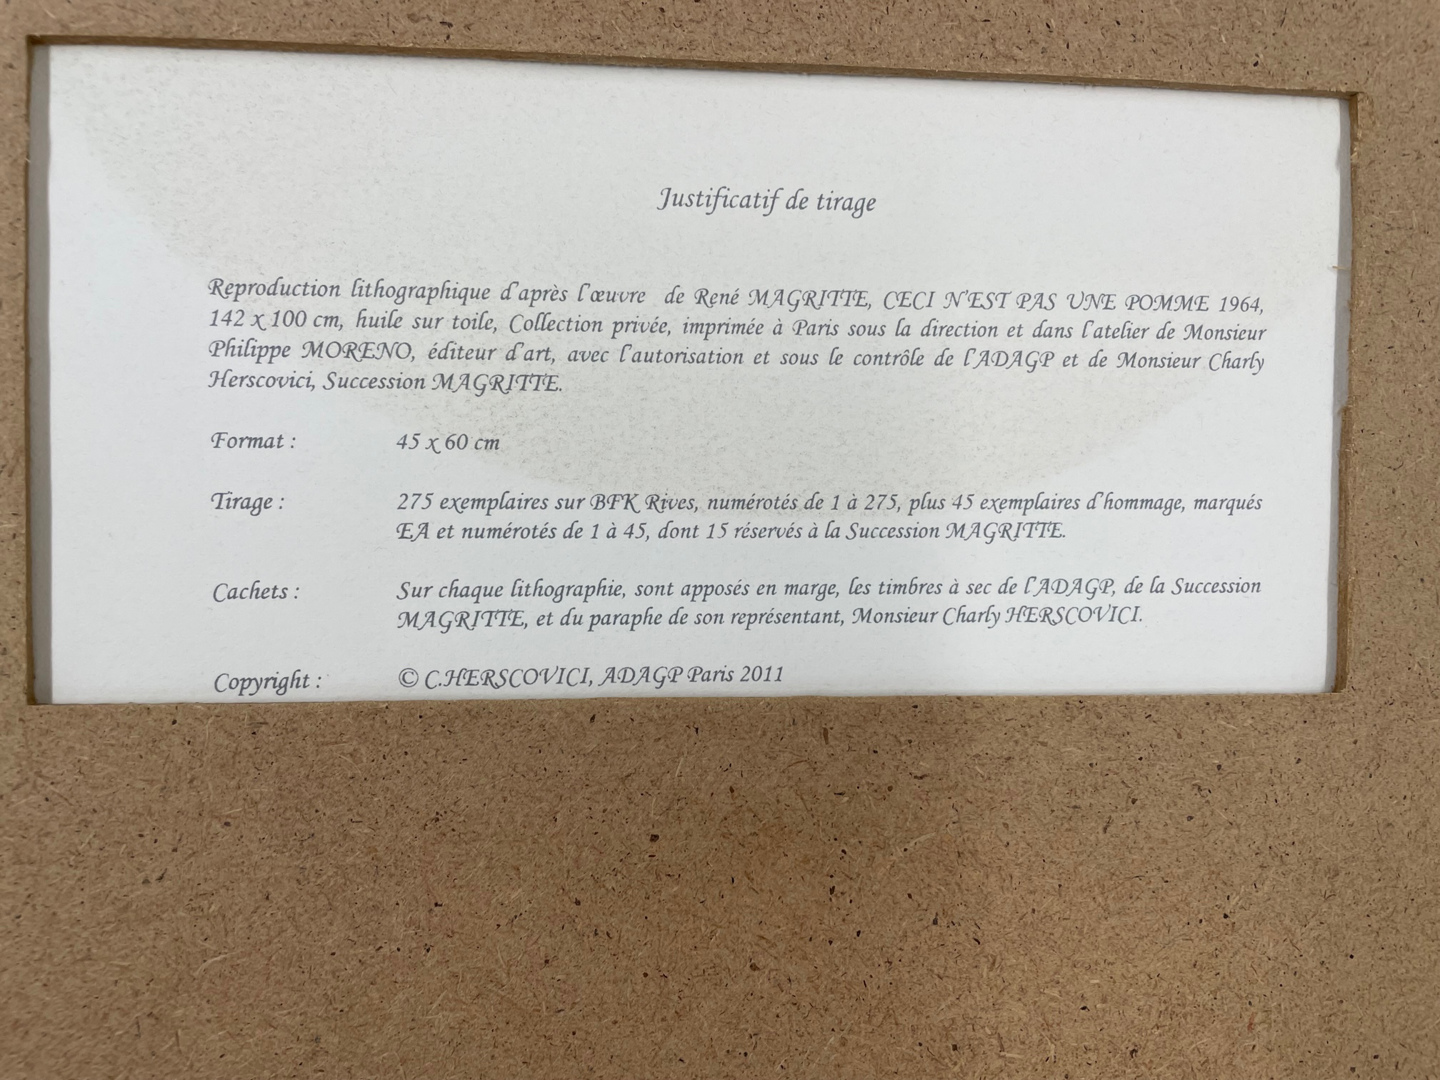 Justificatif de tirage
Reproduction lithographique d'après l'œuvre de René MAGRITTE, CECI N'EST PAS UNE POMME 1964,
142 x 100 cm, huile sur toile, Collection privée, imprimée à Paris sous la direction et dans l'atelier de Monsieur
Philippe MORENO, éditeur d'art, avec l'autorisation et sous le contrôle de l'ADAGP et de Monsieur Charly
Herscovici, Succession MAGRITTE.
Format : 45 x 60 cm
Tirage : 275 exemplaires sur BFK Rives, numérotés de 1 à 275, plus 45 exemplaires d'hommage, marqués
EA et numérotés de 1 à 45, dont 15 réservés à la Succession MAGRITTE.
Cachets : Sur chaque lithographie, sont apposés en marge, les timbres à sec de l'ADAGP, de la Succession
MAGRITTE, et du paraphe de son représentant, Monsieur Charly HERSCOVICI.
Copyright : © C.HERSCOVICI, ADAGP Paris 2011